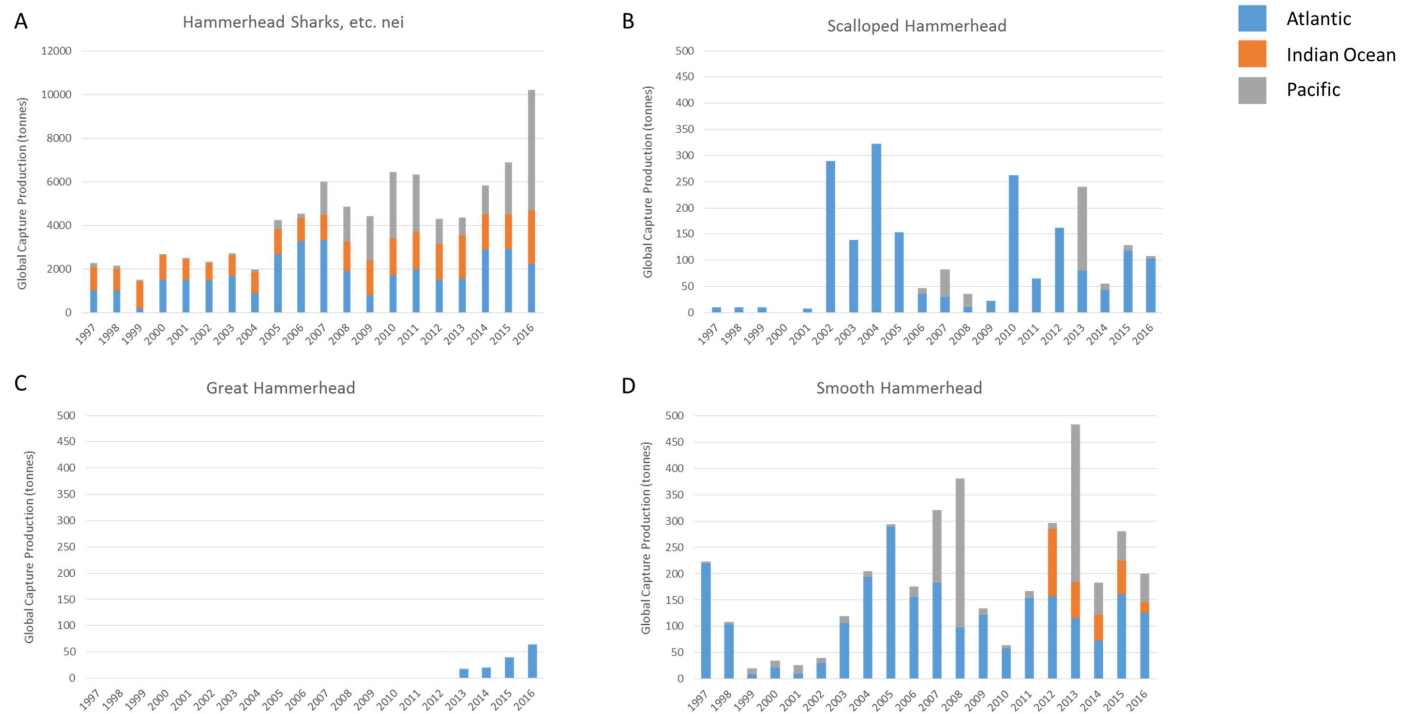 A
Hammerhead Sharks, etc. nei
Global Capture Production (tonnes)
12000
10000
8000
6000
4000
2000
0
1997 1998 1999 2000 2001 2002 2003 2004 2005 2006 2007 2008 2009 2010 2011 2012 2013 2014 2015 2016
B
Scalloped Hammerhead
Global Capture Production (tonnes)
500
450
400
350
300
250
200
150
100
50
0
1997 1998 1999 2000 2001 2002 2003 2004 2005 2006 2007 2008 2009 2010 2011 2012 2013 2014 2015 2016
Atlantic
Indian Ocean
Pacific
C
Great Hammerhead
Global Capture Production (tonnes)
500
450
400
350
300
250
200
150
100
50
0
1997 1998 1999 2000 2001 2002 2003 2004 2005 2006 2007 2008 2009 2010 2011 2012 2013 2014 2015 2016
D
Smooth Hammerhead
Global Capture Production (tonnes)
500
450
400
350
300
250
200
150
100
50
0
1997 1998 1999 2000 2001 2002 2003 2004 2005 2006 2007 2008 2009 2010 2011 2012 2013 2014 2015 2016